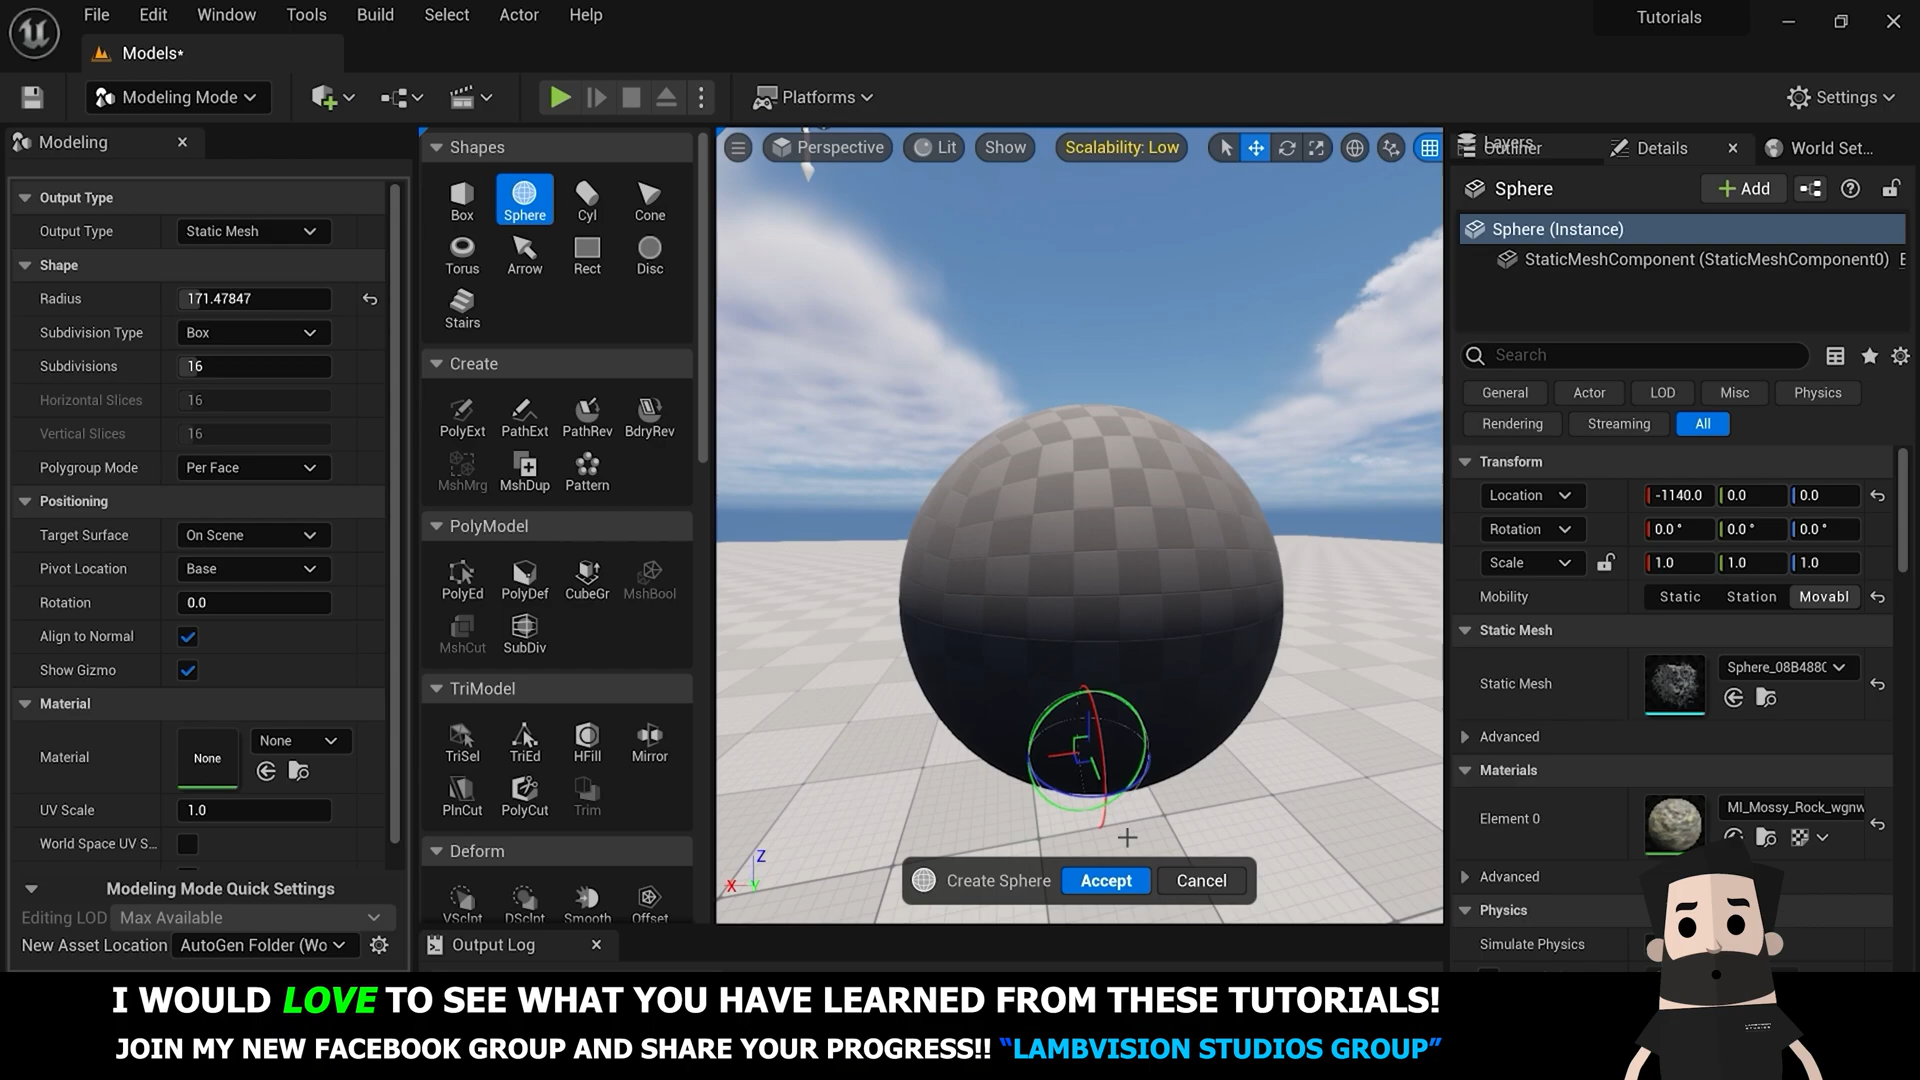 File Edit Window Tools Build Select Actor Help
Tutorials
Models*
Modeling Mode
Platforms
Settings
Modeling
Output Type
Output Type Static Mesh
Shape
Radius 171.47847
Subdivision Type Box
Subdivisions 16
Horizontal Slices 16
Vertical Slices 16
Polygroup Mode Per Face
Positioning
Target Surface On Scene
Pivot Location Base
Rotation 0.0
Align to Normal
Show Gizmo
Material
Material None None
UV Scale 1.0
World Space UV S...
Modeling Mode Quick Settings
Editing LOD Max Available
New Asset Location AutoGen Folder (Wo
Shapes
Box Sphere Cyl Cone
Torus Arrow Rect Disc
Stairs
Create
PolyExt PathExt PathRev BdryRev
MshMrg MshDup Pattern
PolyModel
PolyEd PolyDef CubeGr MshBool
MshCut SubDiv
TriModel
TriSel TriEd HFill Mirror
PlnCut PolyCut Trim
Deform
VSclpt DSclpt Smooth Offset
Output Log
Perspective Lit Show Scalability: Low
Z
X Y
Create Sphere Accept Cancel
Layers
Outliner Details World Set...
Sphere Add
Sphere (Instance)
StaticMeshComponent (StaticMeshComponent0)
Search
General Actor LOD Misc Physics
Rendering Streaming All
Transform
Location -1140.0 0.0 0.0
Rotation 0.0 ° 0.0 ° 0.0 °
Scale 1.0 1.0 1.0
Mobility Static Station Movabl
Static Mesh
Static Mesh Sphere_08B4880
Advanced
Materials
Element 0 MI_Mossy_Rock_wgnw
Advanced
Physics
Simulate Physics
I WOULD LOVE TO SEE WHAT YOU HAVE LEARNED FROM THESE TUTORIALS!
JOIN MY NEW FACEBOOK GROUP AND SHARE YOUR PROGRESS!! “LAMBVISION STUDIOS GROUP”